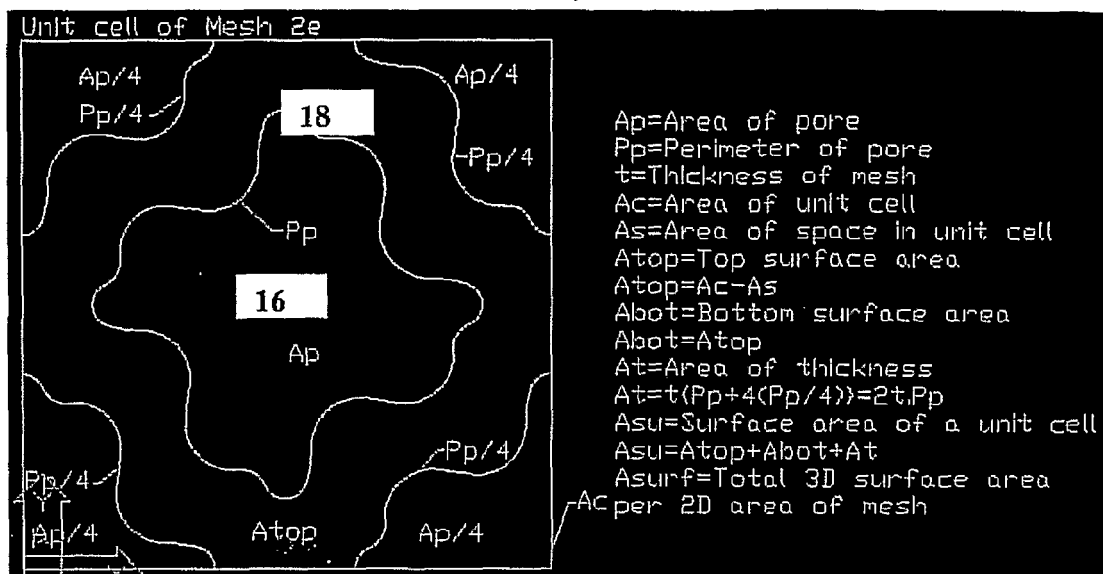 Unit cell of Mesh 2e
Ap/4
Ap/4
Pp/4
18
Pp/4
Pp
16
Ap
Pp/4
Pp/4
Ap/4
Atop
Ap/4
Ac
Ap=Area of pore
Pp=Perimeter of pore
t=Thickness of mesh
Ac=Area of unit cell
As=Area of space in unit cell
Atop=Top surface area
Atop=Ac-As
Abot=Bottom surface area
Abot=Atop
At=Area of thickness
At=t(Pp+4(Pp/4))=2t.Pp
Asu=Surface area of a unit cell
Asu=Atop+Abot+At
Asurf=Total 3D surface area
per 2D area of mesh